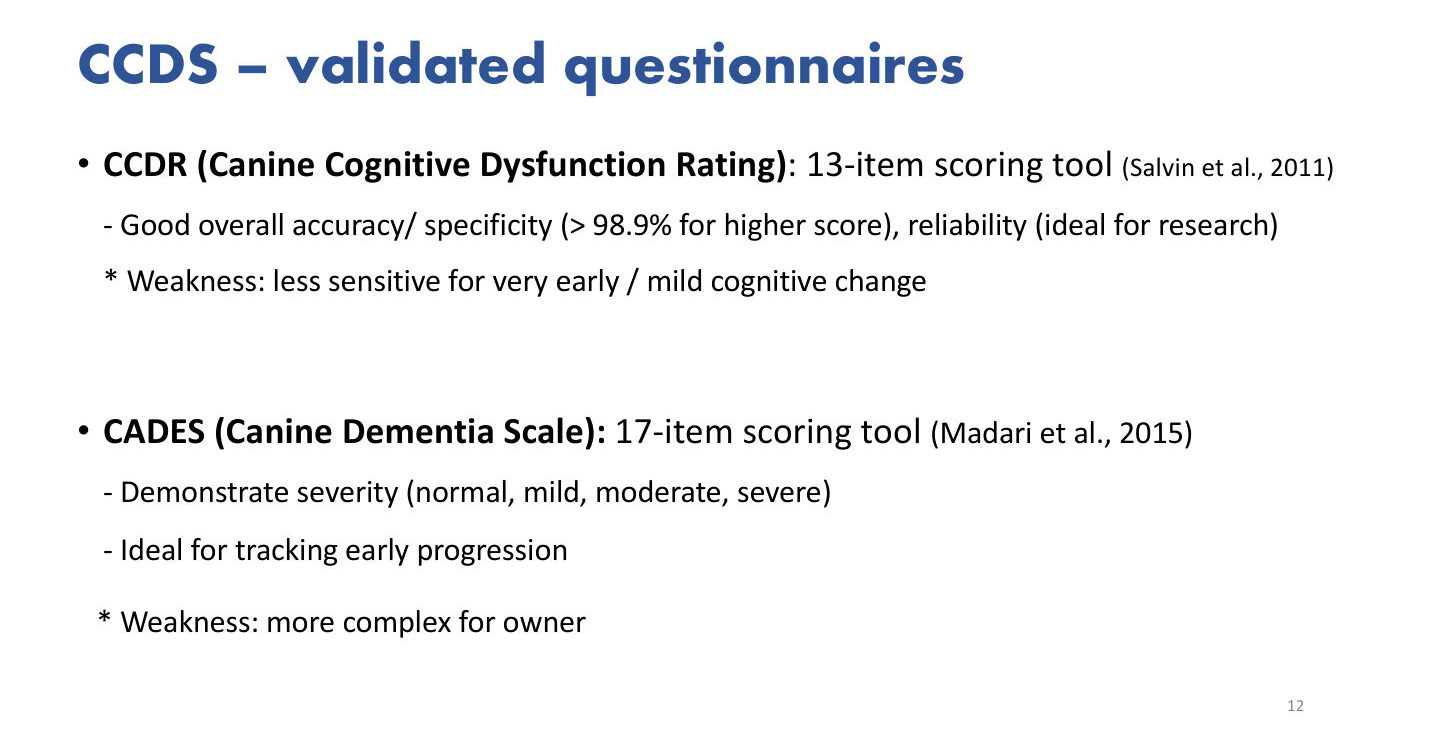 CCDS – validated questionnaires
• CCDR (Canine Cognitive Dysfunction Rating): 13-item scoring tool (Salvin et al., 2011)
- Good overall accuracy/ specificity (> 98.9% for higher score), reliability (ideal for research)
* Weakness: less sensitive for very early / mild cognitive change
• CADES (Canine Dementia Scale): 17-item scoring tool (Madari et al., 2015)
- Demonstrate severity (normal, mild, moderate, severe)
- Ideal for tracking early progression
* Weakness: more complex for owner
12